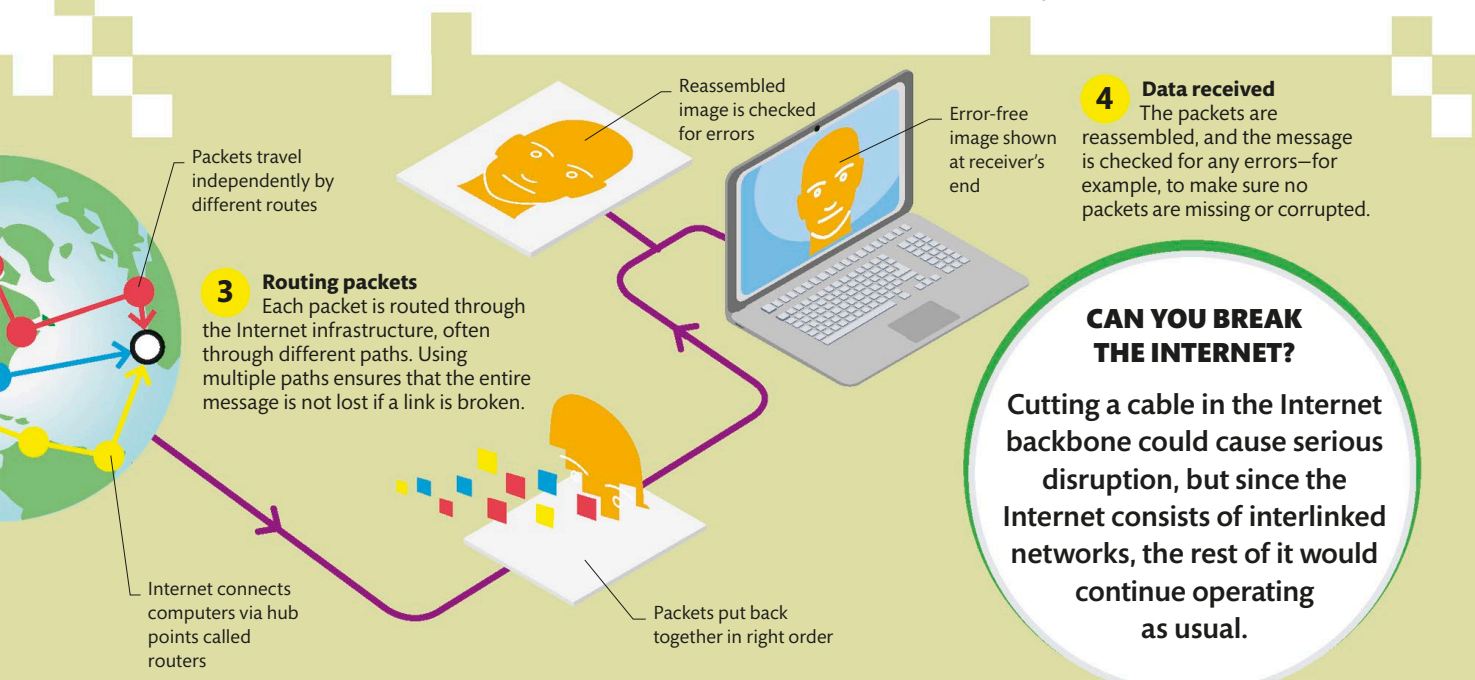 Packets travel
independently by
different routes
3
Routing packets
Each packet is routed through
the Internet infrastructure, often
through different paths. Using
multiple paths ensures that the entire
message is not lost if a link is broken.
Internet connects
computers via hub
points called
routers
Packets put back
together in right order
Reassembled
image is checked
for errors
Error-free
image shown
at receiver's
end
4
Data received
The packets are
reassembled, and the message
is checked for any errors—for
example, to make sure no
packets are missing or corrupted.
CAN YOU BREAK
THE INTERNET?
Cutting a cable in the Internet
backbone could cause serious
disruption, but since the
Internet consists of interlinked
networks, the rest of it would
continue operating
as usual.